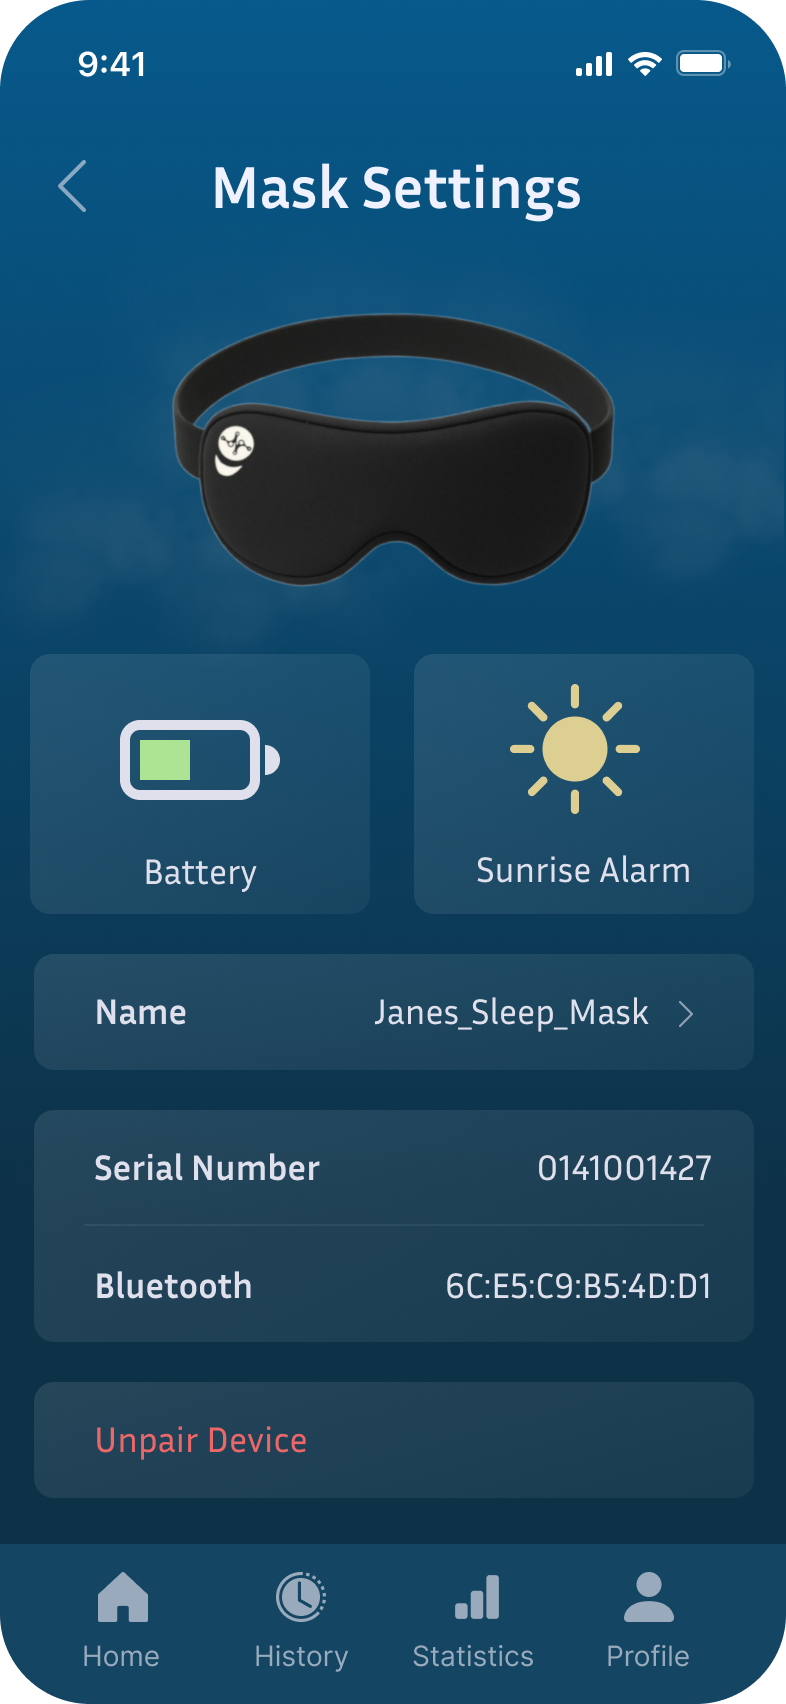 9:41
Mask Settings
Battery
Sunrise Alarm
Name Janes_Sleep_Mask
Serial Number 0141001427
Bluetooth 6C:E5:C9:B5:4D:D1
Unpair Device
Home History Statistics Profile